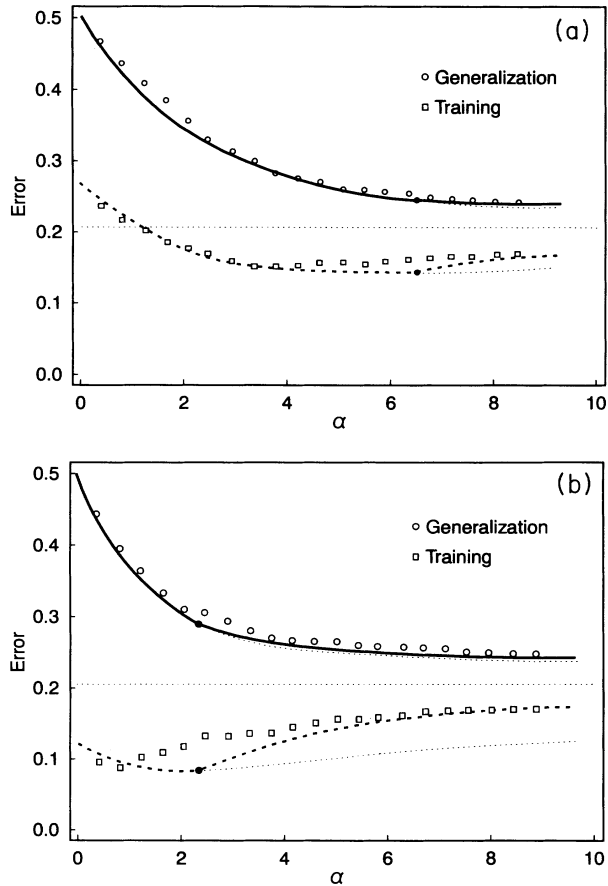 (a)
0.5
0.4
0.3
0.2
0.1
0.0
Error
○ Generalization
□ Training
0 2 4 6 8 10
α
(b)
0.5
0.4
0.3
0.2
0.1
0.0
Error
○ Generalization
□ Training
0 2 4 6 8 10
α